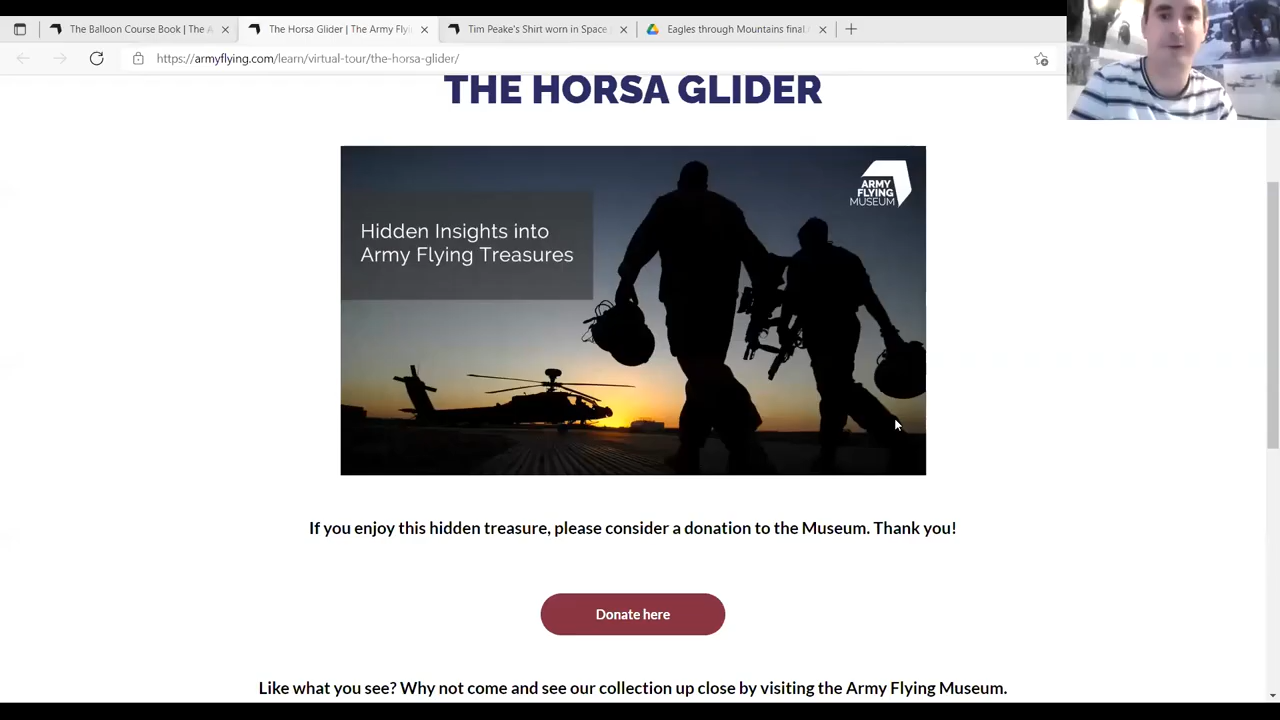 The Balloon Course Book | The A
The Horsa Glider | The Army Flyi
Tim Peake's Shirt worn in Space
Eagles through Mountains final
https://armyflying.com/learn/virtual-tour/the-horsa-glider/
THE HORSA GLIDER
ARMY
FLYING
MUSEUM
Hidden Insights into
Army Flying Treasures
If you enjoy this hidden treasure, please consider a donation to the Museum. Thank you!
Donate here
Like what you see? Why not come and see our collection up close by visiting the Army Flying Museum.